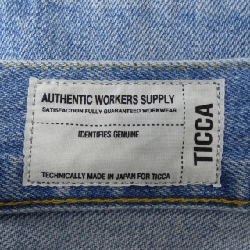 AUTHENTIC WORKERS SUPPLY
SATISFACTION FULLY GUARANTEED WORKWEAR
IDENTIFIES GENUINE
TECHNICALLY MADE IN JAPAN FOR TICCA
TICCA